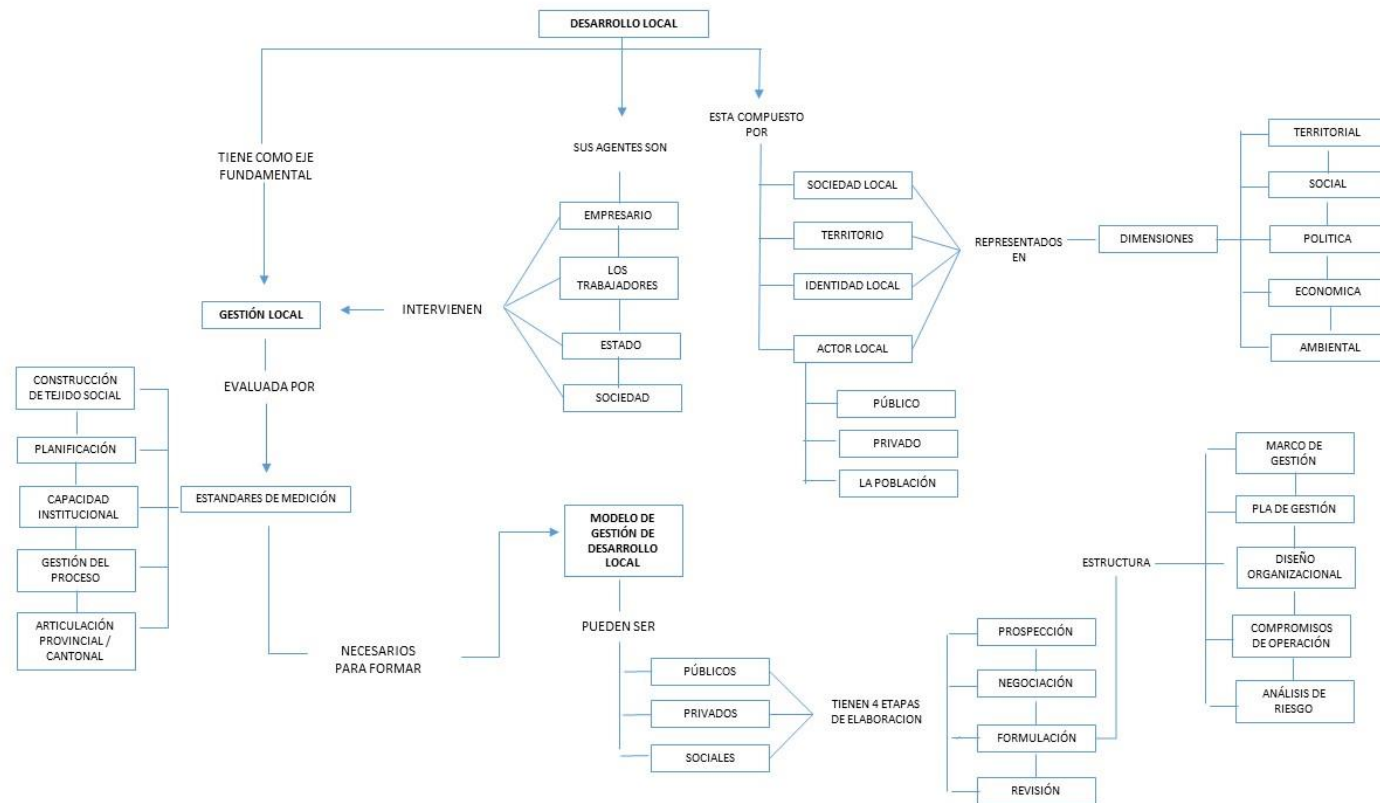 DESARROLLO LOCAL
TIENE COMO EJE
FUNDAMENTAL
GESTIÓN LOCAL
EVALUADA POR
ESTANDARES DE MEDICIÓN
CONSTRUCCIÓN
DE TEJIDO SOCIAL
PLANIFICACIÓN
CAPACIDAD
INSTITUCIONAL
GESTIÓN DEL
PROCESO
ARTICULACIÓN
PROVINCIAL /
CANTONAL
NECESARIOS
PARA FORMAR
SUS AGENTES SON
EMPRESARIO
LOS
TRABAJADORES
ESTADO
SOCIEDAD
INTERVIENEN
ESTA COMPUESTO
POR
SOCIEDAD LOCAL
TERRITORIO
IDENTIDAD LOCAL
ACTOR LOCAL
PÚBLICO
PRIVADO
LA POBLACIÓN
REPRESENTADOS
EN
DIMENSIONES
TERRITORIAL
SOCIAL
POLITICA
ECONOMICA
AMBIENTAL
MODELO DE
GESTIÓN DE
DESARROLLO
LOCAL
PUEDEN SER
PÚBLICOS
PRIVADOS
SOCIALES
TIENEN 4 ETAPAS
DE ELABORACION
PROSPECCIÓN
NEGOCIACIÓN
FORMULACIÓN
REVISIÓN
ESTRUCTURA
MARCO DE
GESTIÓN
PLA DE GESTIÓN
DISEÑO
ORGANIZACIONAL
COMPROMISOS
DE OPERACIÓN
ANÁLISIS DE
RIESGO